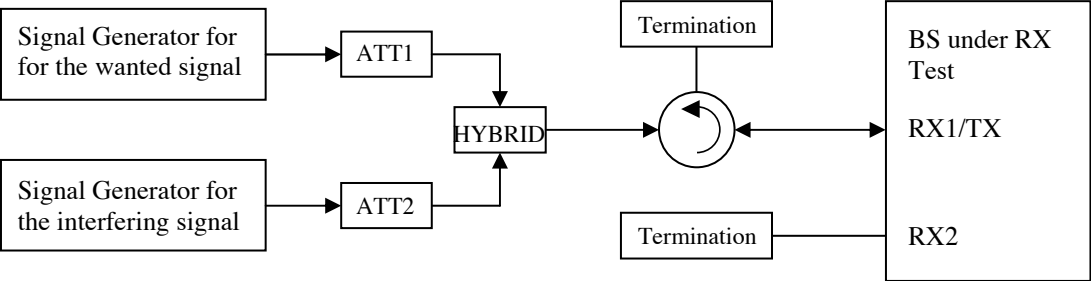 Signal Generator for
for the wanted signal
ATT1
HYBRID
Signal Generator for
the interfering signal
ATT2
Termination
Termination
BS under RX
Test
RX1/TX
RX2